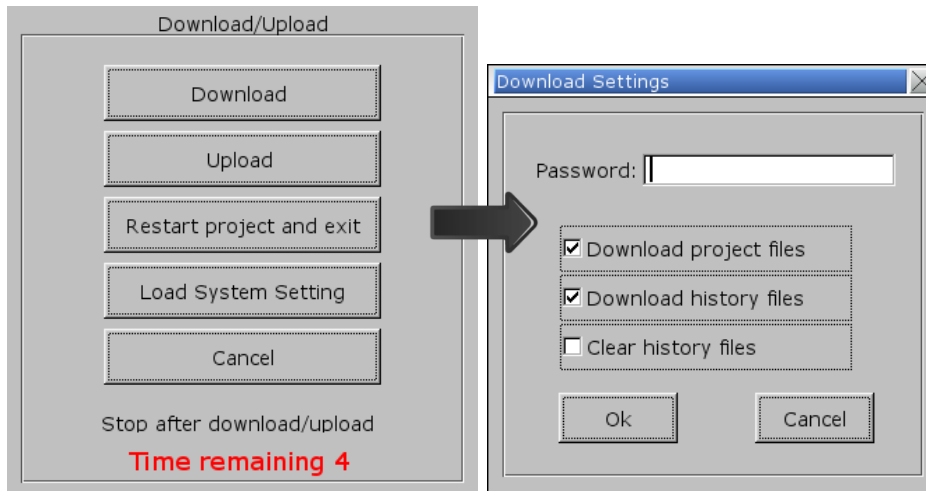 Download/Upload
Download
Upload
Restart project and exit
Load System Setting
Cancel
Stop after download/upload
Time remaining 4
Download Settings
Password:
Download project files
Download history files
Clear history files
Ok
Cancel